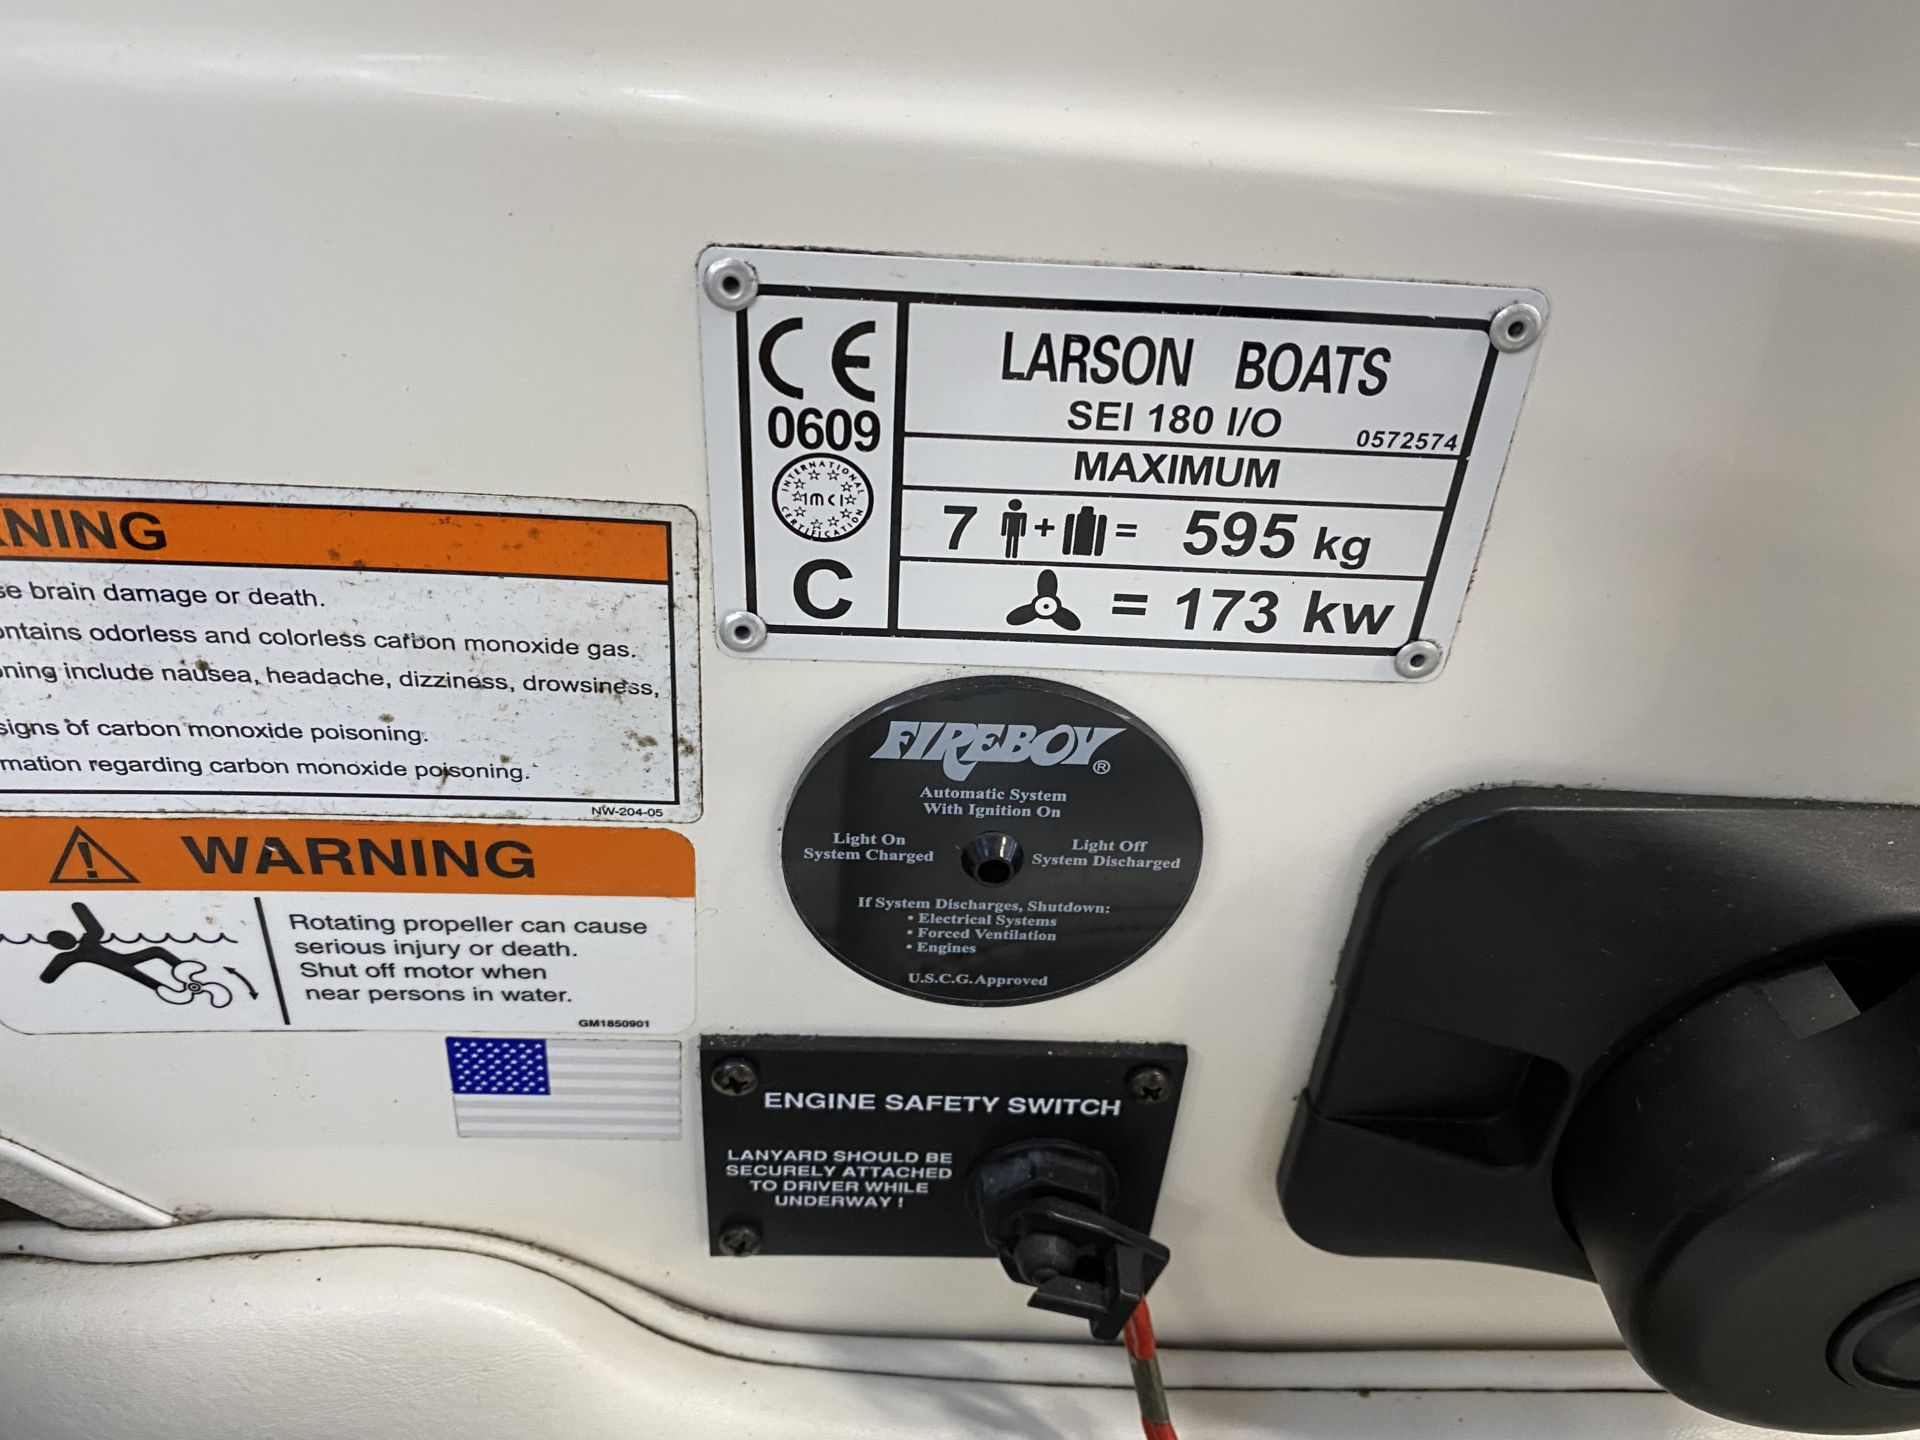 CE
0609
INTERNATIONAL
IMCI
CERTIFICATION
C
LARSON BOATS
SEI 180 I/O
0572574
MAXIMUM
7 + = 595 kg
= 173 kw
NING
se brain damage or death.
ontains odorless and colorless carbon monoxide gas.
ning include nausea, headache, dizziness, drowsiness,
signs of carbon monoxide poisoning.
mation regarding carbon monoxide poisoning.
NW-204-05
WARNING
Rotating propeller can cause
serious injury or death.
Shut off motor when
near persons in water.
GM1850901
FIREBOY®
Automatic System
With Ignition On
Light On
System Charged
Light Off
System Discharged
If System Discharges, Shutdown:
• Electrical Systems
• Forced Ventilation
• Engines
U.S.C.G. Approved
ENGINE SAFETY SWITCH
LANYARD SHOULD BE
SECURELY ATTACHED
TO DRIVER WHILE
UNDERWAY !